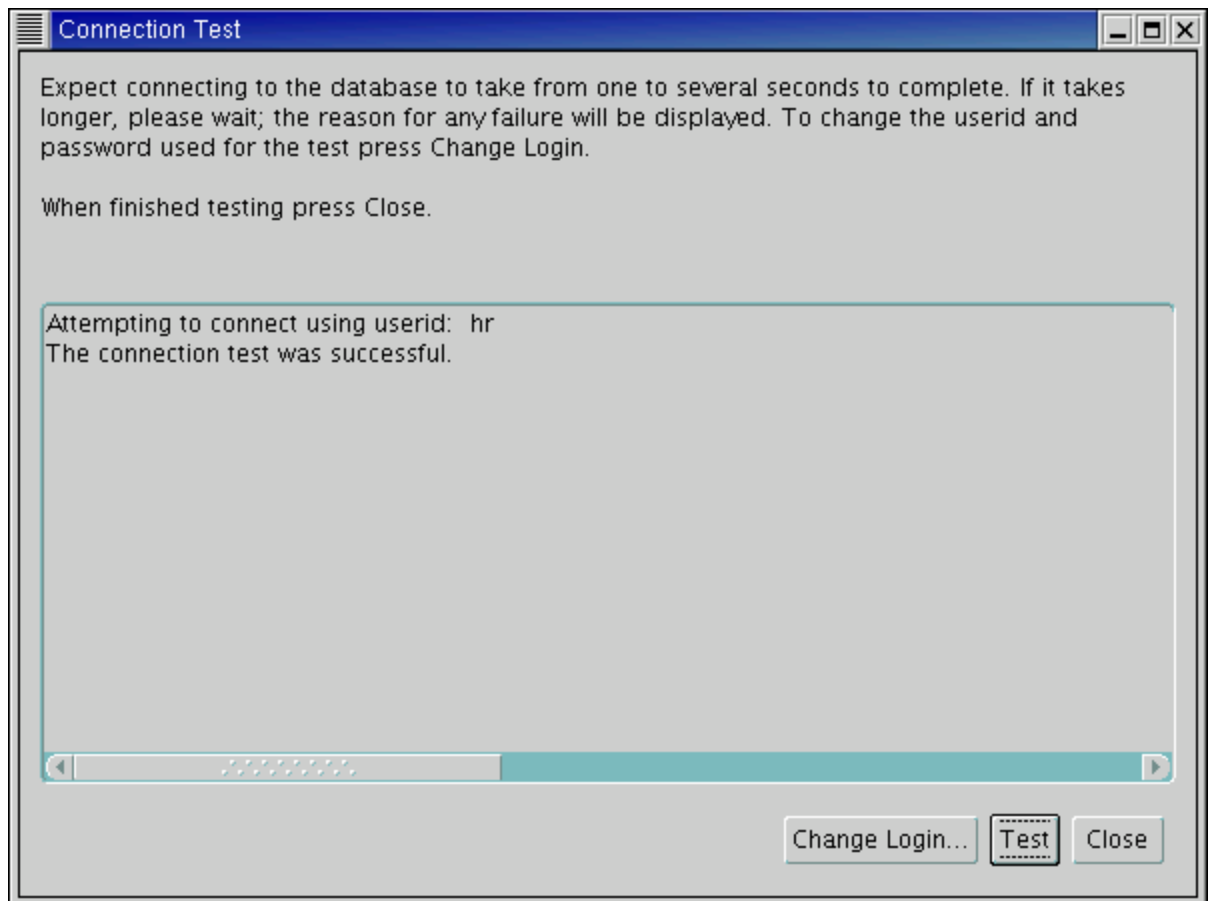 Connection Test
Expect connecting to the database to take from one to several seconds to complete. If it takes
longer, please wait; the reason for any failure will be displayed. To change the userid and
password used for the test press Change Login.
When finished testing press Close.
Attempting to connect using userid:  hr
The connection test was successful.
Change Login... Test Close